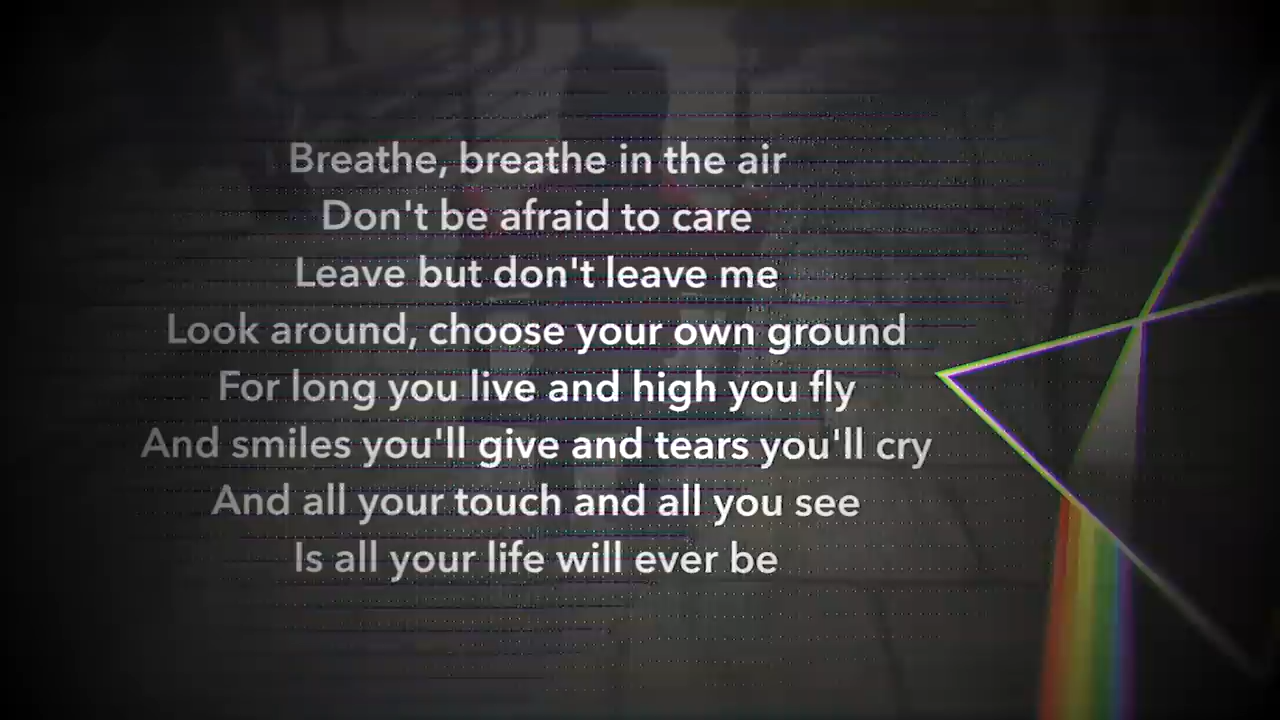 Breathe, breathe in the air
Don't be afraid to care
Leave but don't leave me
Look around, choose your own ground
For long you live and high you fly
And smiles you'll give and tears you'll cry
And all your touch and all you see
Is all your life will ever be